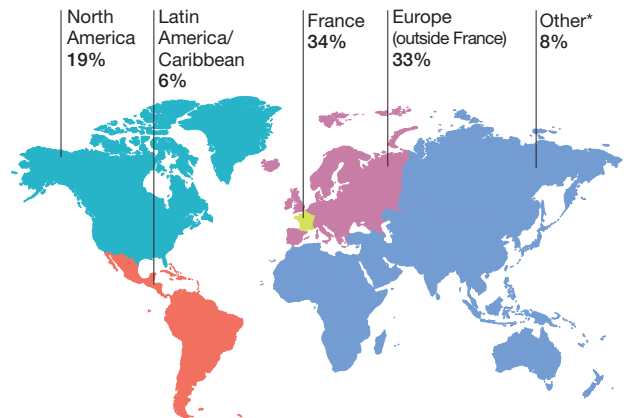 North
America
19%
Latin
America/
Caribbean
6%
France
34%
Europe
(outside France)
33%
Other*
8%